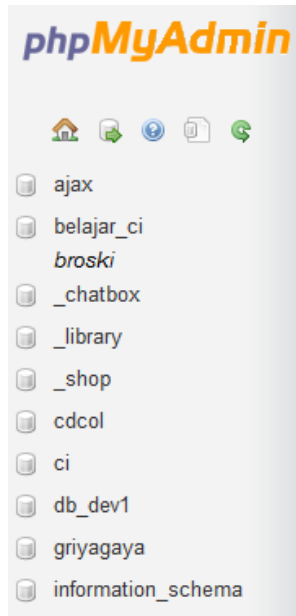 phpMyAdmin
ajax
belajar_ci
broski
_chatbox
_library
_shop
cdcol
ci
db_dev1
griyagaya
information_schema